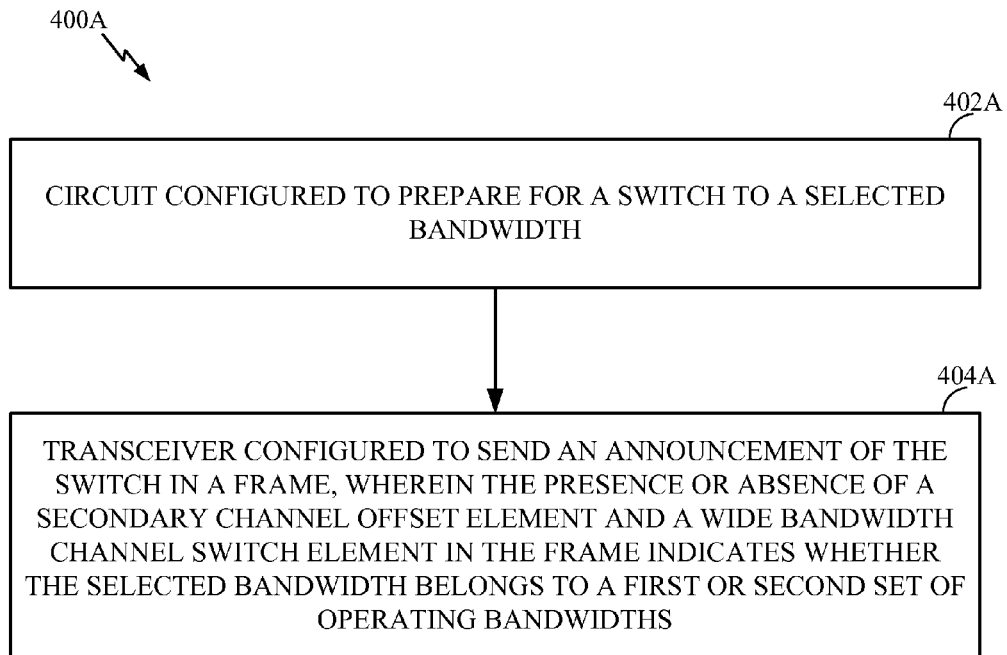 400A
402A
CIRCUIT CONFIGURED TO PREPARE FOR A SWITCH TO A SELECTED
BANDWIDTH
404A
TRANSCEIVER CONFIGURED TO SEND AN ANNOUNCEMENT OF THE
SWITCH IN A FRAME, WHEREIN THE PRESENCE OR ABSENCE OF A
SECONDARY CHANNEL OFFSET ELEMENT AND A WIDE BANDWIDTH
CHANNEL SWITCH ELEMENT IN THE FRAME INDICATES WHETHER
THE SELECTED BANDWIDTH BELONGS TO A FIRST OR SECOND SET OF
OPERATING BANDWIDTHS